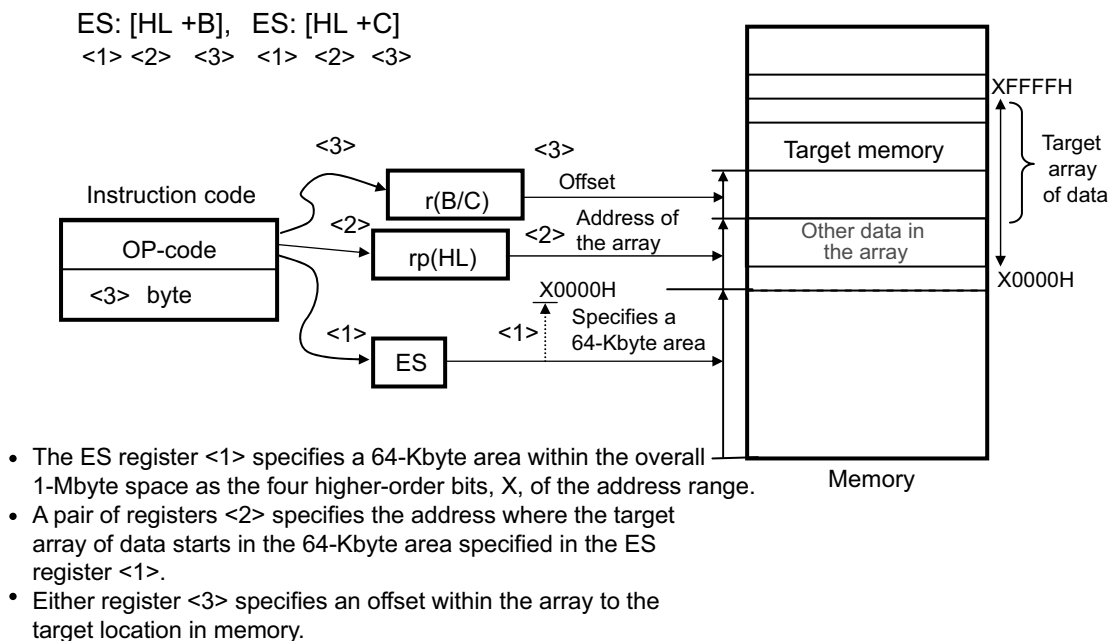 ES: [HL +B], ES: [HL +C]
<1> <2> <3> <1> <2> <3>
XFFFFH
<3>
<3>
Target memory
Target
array
of data
Instruction code
r(B/C)
Offset
OP-code
<2>
rp(HL)
<2>
Address of
the array
Other data in
the array
<3> byte
X0000H
X0000H
<1>
ES
<1>
Specifies a
64-Kbyte area
Memory
• The ES register <1> specifies a 64-Kbyte area within the overall
1-Mbyte space as the four higher-order bits, X, of the address range.
• A pair of registers <2> specifies the address where the target
array of data starts in the 64-Kbyte area specified in the ES
register <1>.
• Either register <3> specifies an offset within the array to the
target location in memory.